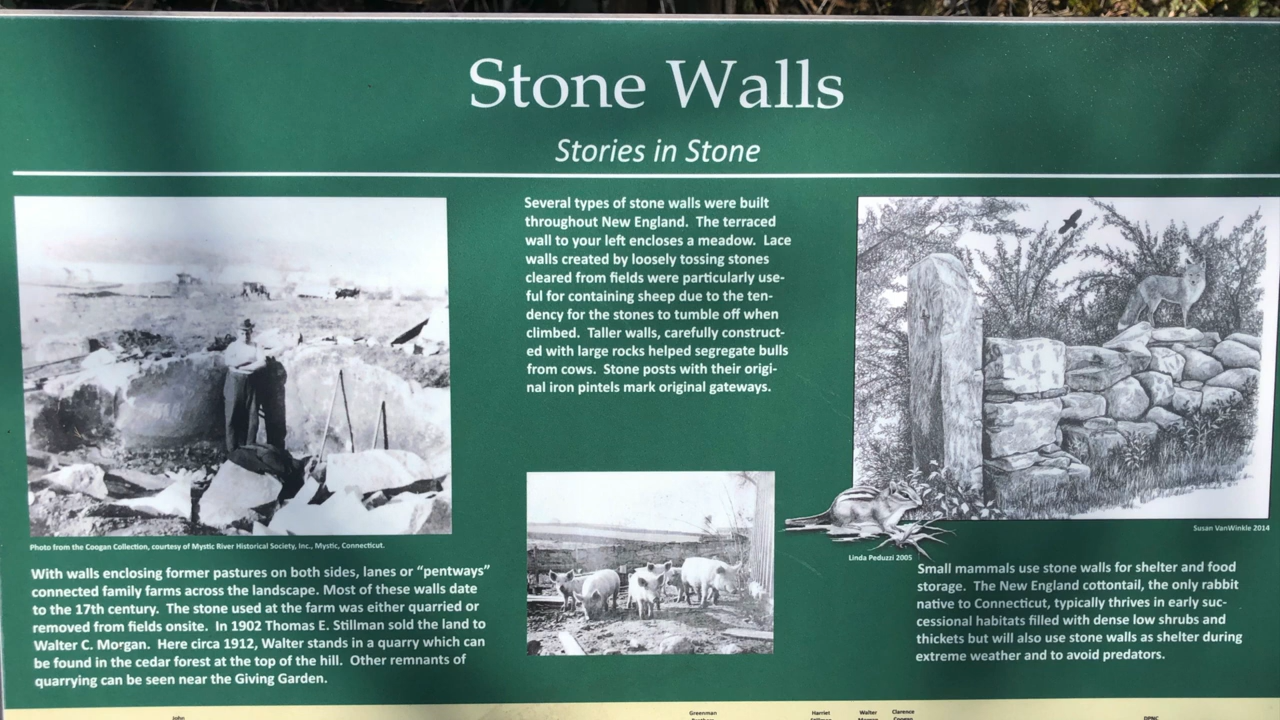 Stone Walls
Stories in Stone
Several types of stone walls were built
throughout New England. The terraced
wall to your left encloses a meadow. Lace
walls created by loosely tossing stones
cleared from fields were particularly use-
ful for containing sheep due to the ten-
dency for the stones to tumble off when
climbed. Taller walls, carefully construct-
ed with large rocks helped segregate bulls
from cows. Stone posts with their origi-
nal iron pintels mark original gateways.
Photo from the Coogan Collection, courtesy of Mystic River Historical Society, Inc., Mystic, Connecticut.
With walls enclosing former pastures on both sides, lanes or “pentways”
connected family farms across the landscape. Most of these walls date
to the 17th century. The stone used at the farm was either quarried or
removed from fields onsite. In 1902 Thomas E. Stillman sold the land to
Walter C. Morgan. Here circa 1912, Walter stands in a quarry which can
be found in the cedar forest at the top of the hill. Other remnants of
quarrying can be seen near the Giving Garden.
Susan VanWinkle 2014
Linda Peduzzi 2005
Small mammals use stone walls for shelter and food
storage. The New England cottontail, the only rabbit
native to Connecticut, typically thrives in early suc-
cessional habitats filled with dense low shrubs and
thickets but will also use stone walls as shelter during
extreme weather and to avoid predators.
John
Greenman
Harriet
Walter
Clarence
DPNC